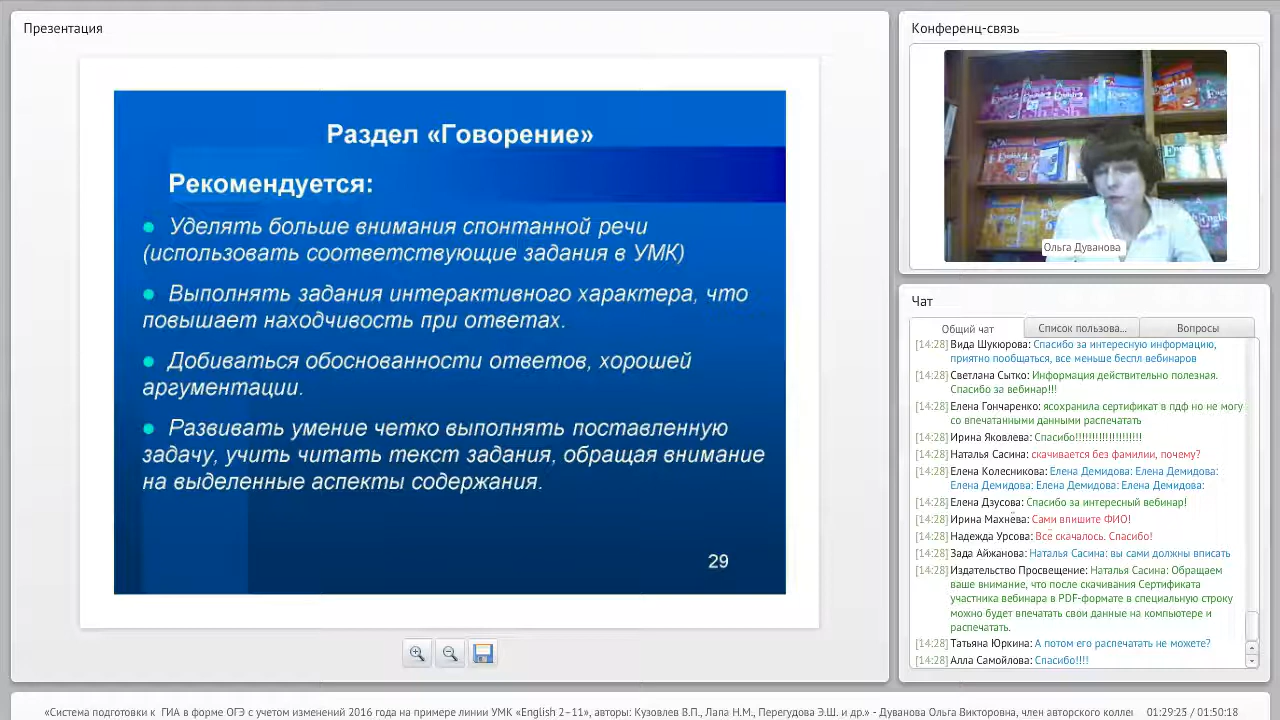 Презентация
Раздел «Говорение»
Рекомендуется:
Уделять больше внимания спонтанной речи
(использовать соответствующие задания в УМК)
Выполнять задания интерактивного характера, что
повышает находчивость при ответах.
Добиваться обоснованности ответов, хорошей
аргументации.
Развивать умение четко выполнять поставленную
задачу, учить читать текст задания, обращая внимание
на выделенные аспекты содержания.
29
Конференц-связь
Ольга Дуванова
Чат
Общий чат
Список пользова...
Вопросы
[14:28] Вида Шукюрова: Спасибо за интересную информацию,
приятно пообщаться, все меньше беспл вебинаров
[14:28] Светлана Сытко: Информация действительно полезная.
Спасибо за вебинар!!!
[14:28] Елена Гончаренко: ясохранила сертификат в пдф но не могу
со впечатанными данными распечатать
[14:28] Ирина Яковлева: Спасибо!!!!!!!!!!!!!!!!!!!!!
[14:28] Наталья Сасина: скачивается без фамилии, почему?
[14:28] Елена Колесникова: Елена Демидова: Елена Демидова:
Елена Демидова: Елена Демидова: Елена Демидова:
[14:28] Елена Дзусова: Спасибо за интересный вебинар!
[14:28] Ирина Махнёва: Сами впишите ФИО!
[14:28] Надежда Урсова: Всё скачалось. Спасибо!
[14:28] Зада Айжанова: Наталья Сасина: вы сами должны вписать
[14:28] Издательство Просвещение: Наталья Сасина: Обращаем
ваше внимание, что после скачивания Сертификата
участника вебинара в PDF-формате в специальную строку
можно будет впечатать свои данные на компьютере и
распечатать.
[14:28] Татьяна Юркина: А потом его распечатать не можете?
[14:28] Алла Самойлова: Спасибо!!!!
«Система подготовки к ГИА в форме ОГЭ с учетом изменений 2016 года на примере линии УМК «English 2–11», авторы: Кузовлев В.П., Лапа Н.М., Перегудова Э.Ш. и др.» - Дуванова Ольга Викторовна, член авторского коллек
01:29:25 / 01:50:18